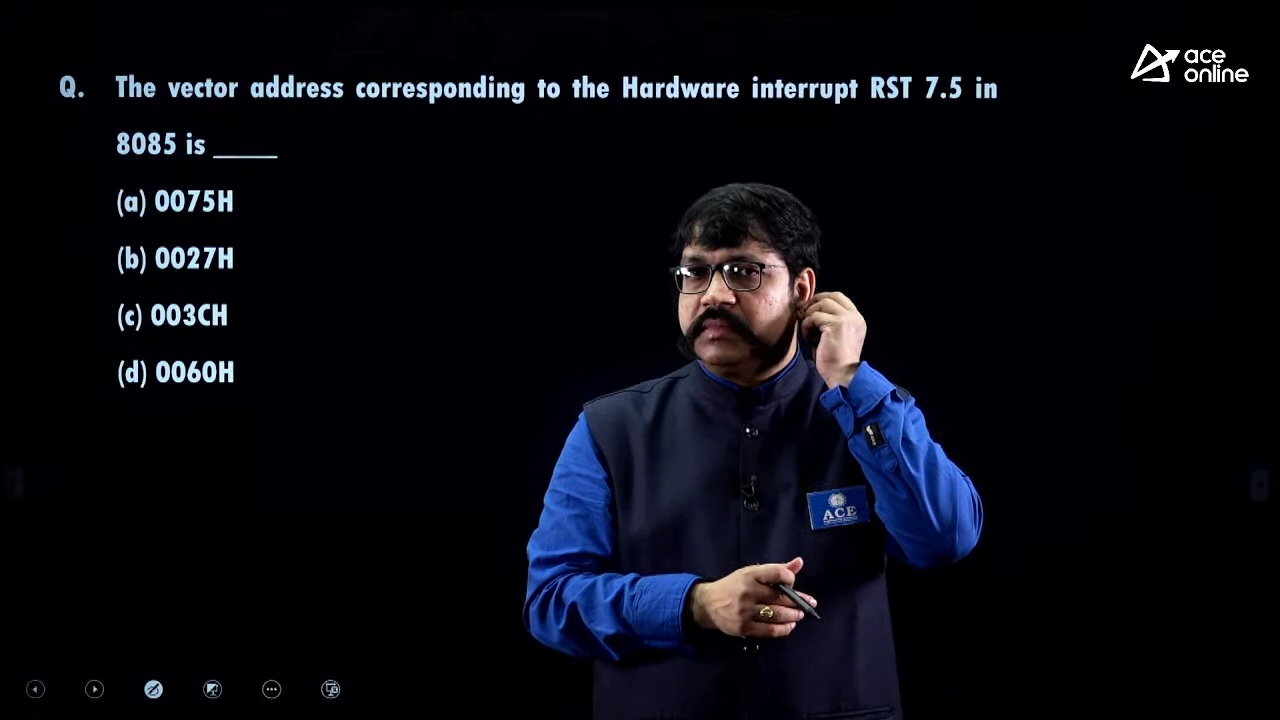 ace
online
Q. The vector address corresponding to the Hardware interrupt RST 7.5 in
8085 is _____
(a) 0075H
(b) 0027H
(c) 003CH
(d) 0060H
ACE